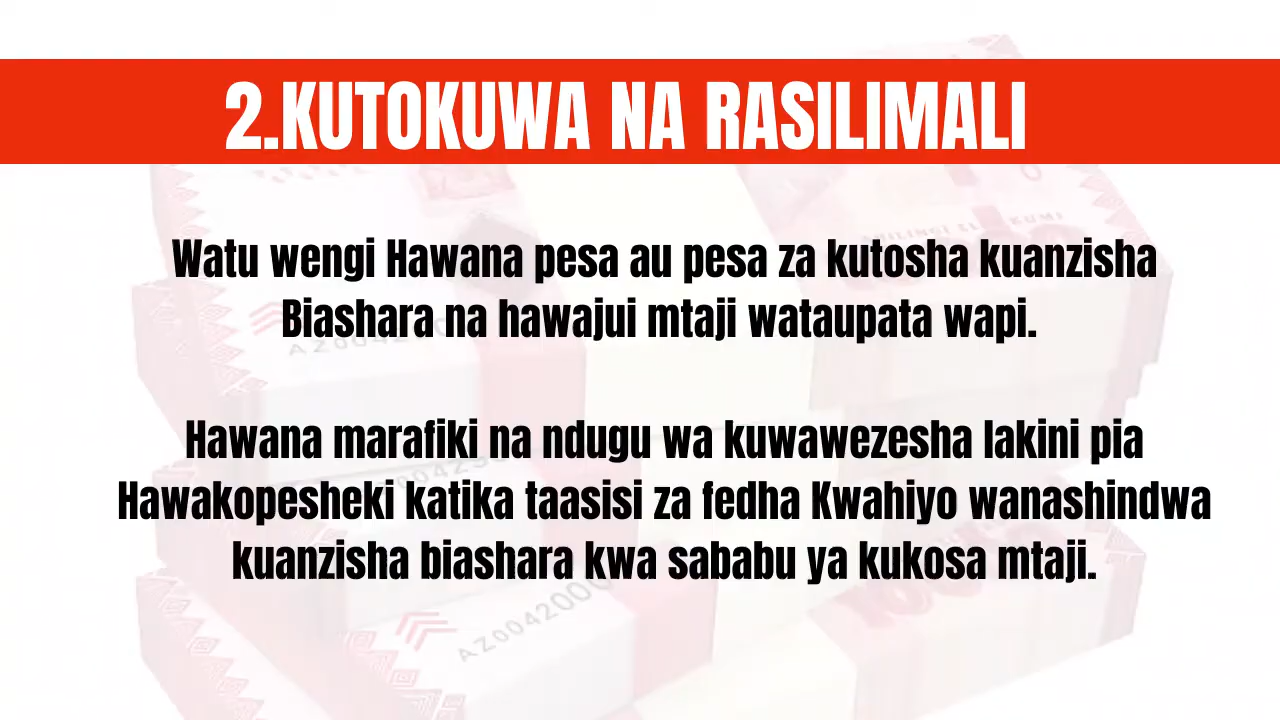 2.KUTOKUWA NA RASILIMALI
Watu wengi Hawana pesa au pesa za kutosha kuanzisha
Biashara na hawajui mtaji wataupata wapi.
Hawana marafiki na ndugu wa kuwawezesha lakini pia
Hawakopesheki katika taasisi za fedha Kwahiyo wanashindwa
kuanzisha biashara kwa sababu ya kukosa mtaji.